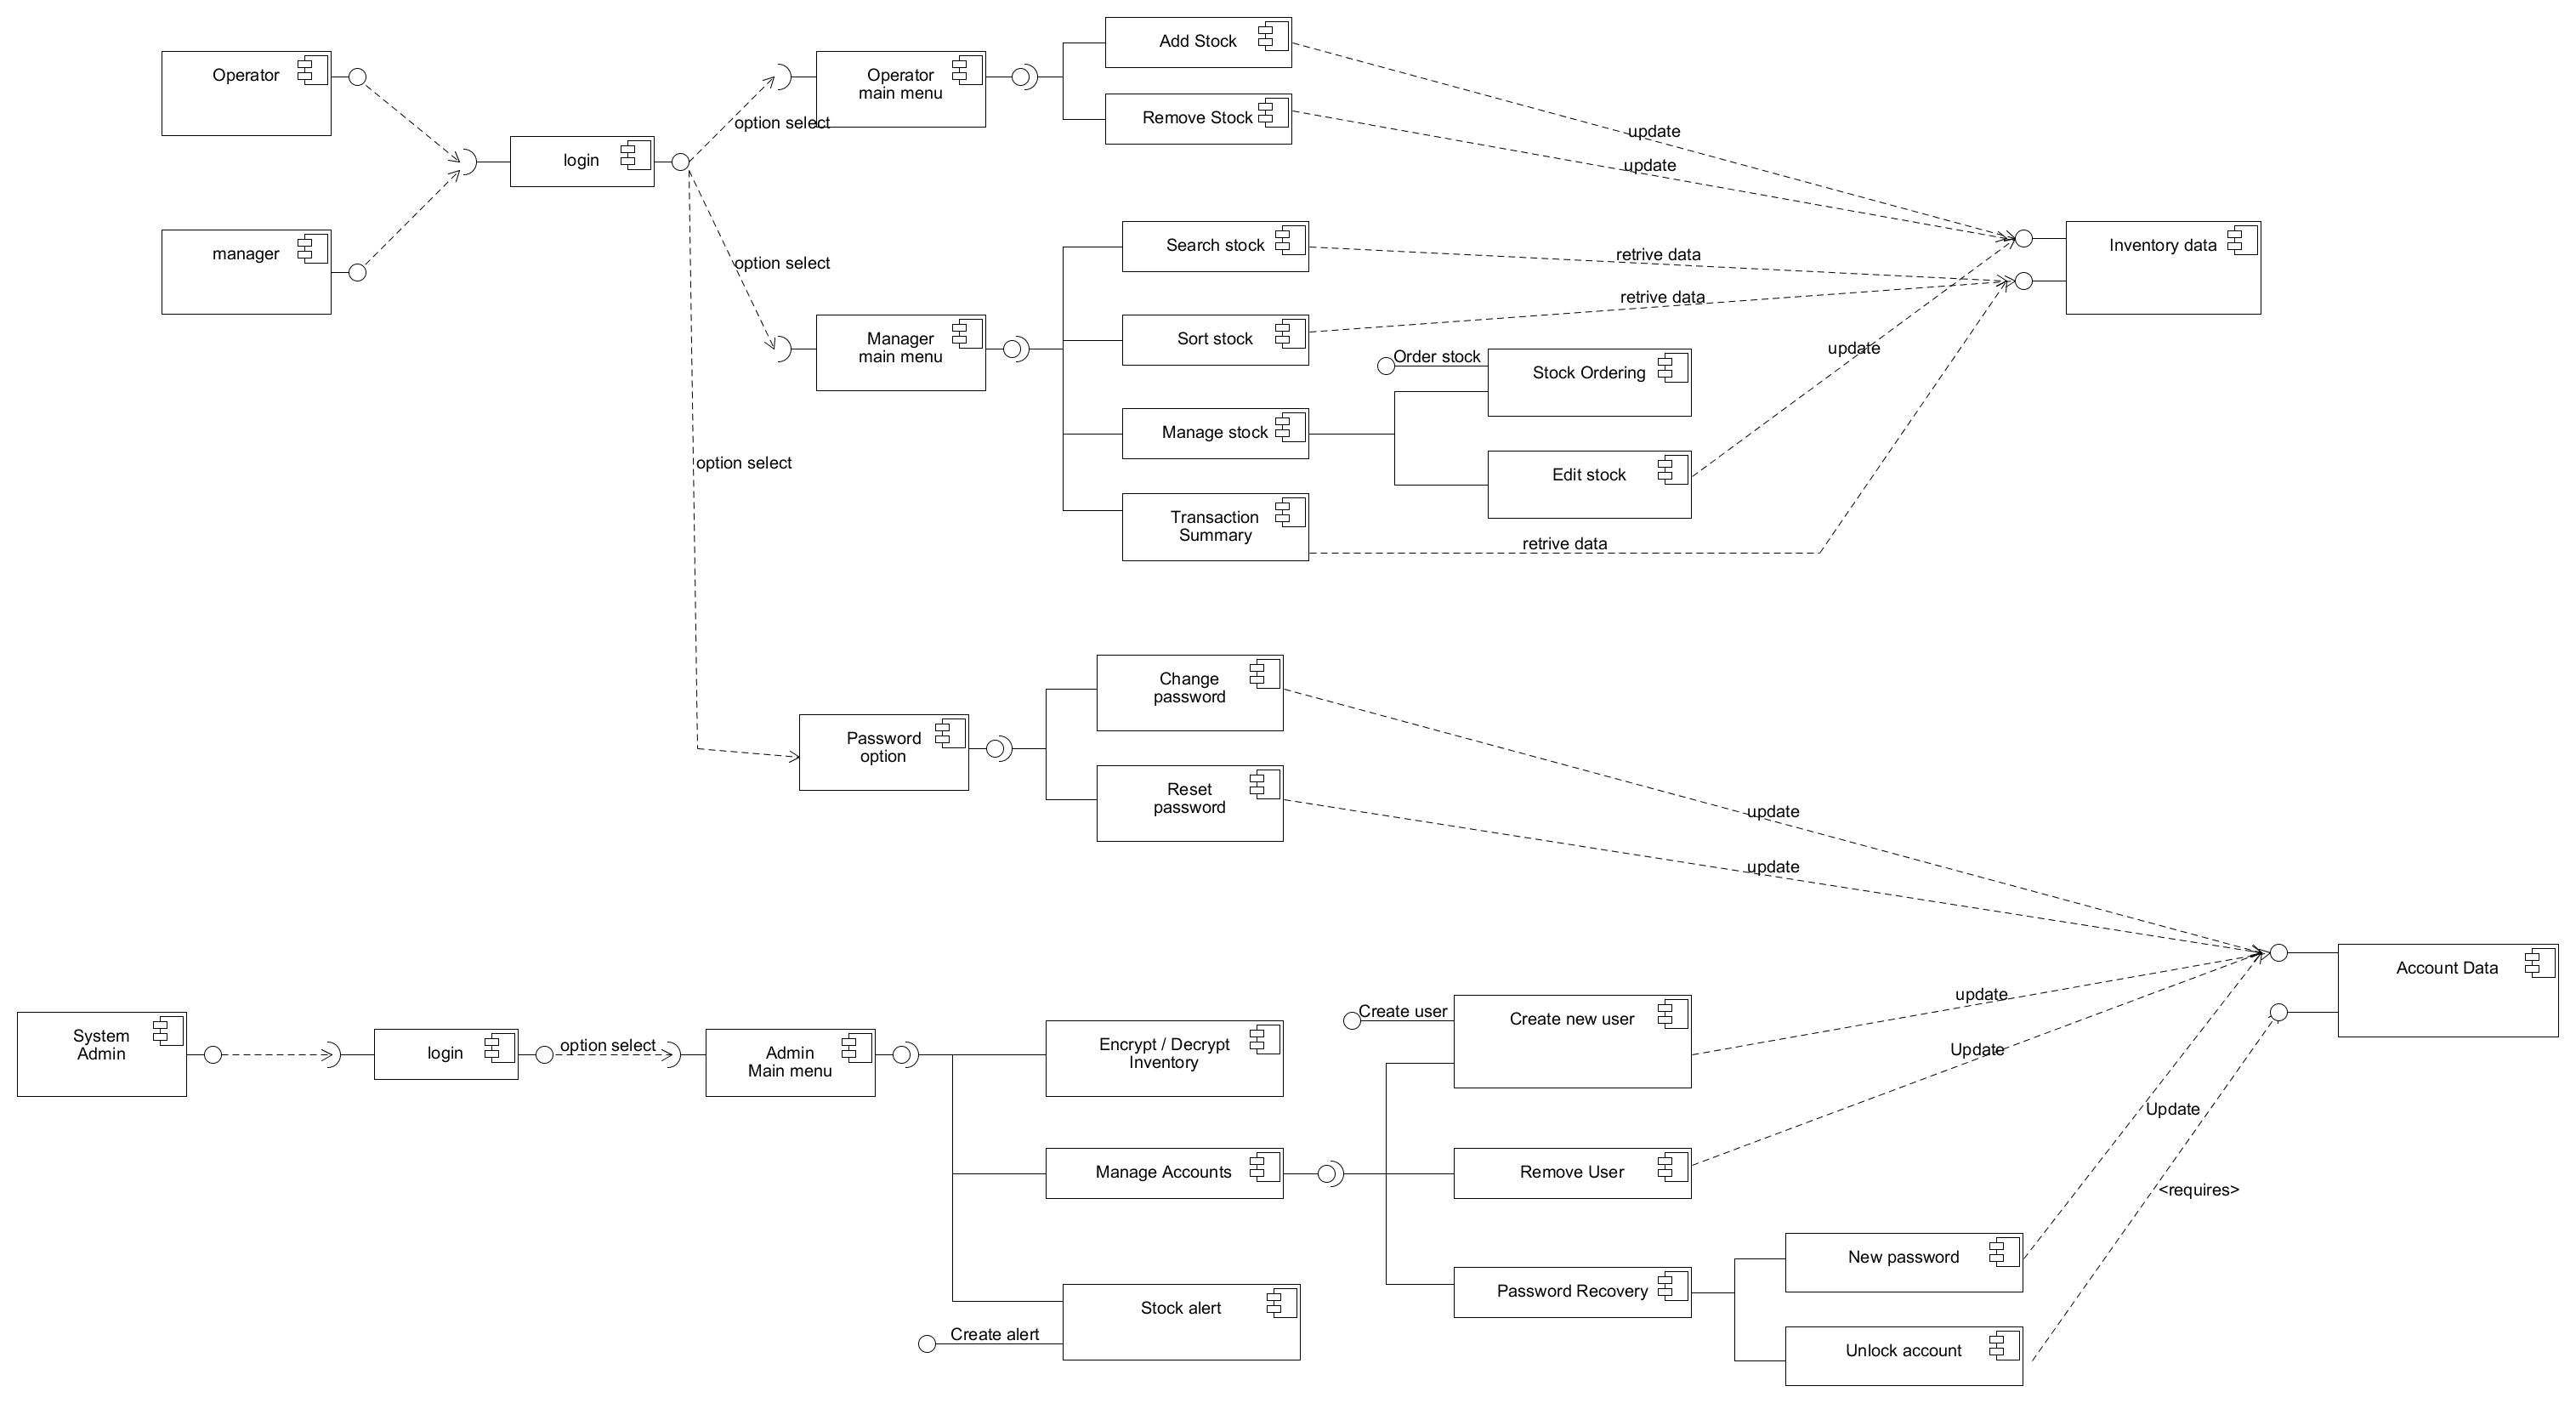 Operator
manager
login
option select
option select
option select
Operator
main menu
Add Stock
Remove Stock
update
update
Manager
main menu
Search stock
Sort stock
Manage stock
Transaction
Summary
retrive data
retrive data
Order stock
Stock Ordering
Edit stock
update
retrive data
Inventory data
Password
option
Change
password
Reset
password
update
update
Account Data
System
Admin
login
option select
Admin
Main menu
Encrypt / Decrypt
Inventory
Manage Accounts
Stock alert
Create alert
Create user
Create new user
Remove User
Password Recovery
update
Update
Update
<requires>
New password
Unlock account